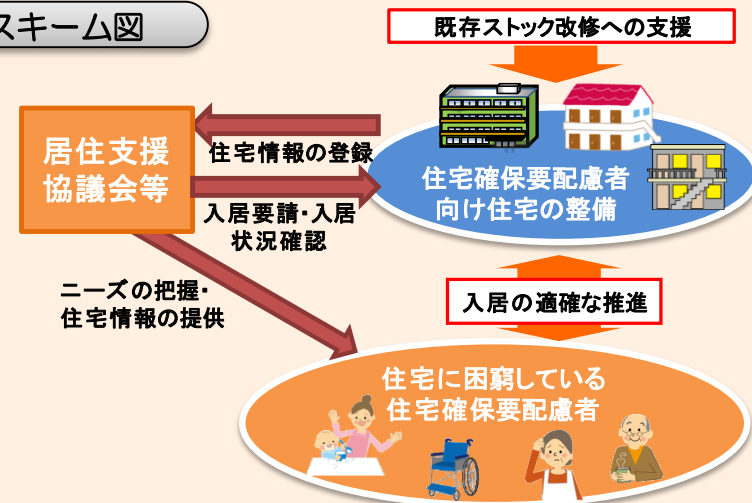 スキーム図
既存ストック改修への支援
居住支援
協議会等
住宅情報の登録
入居要請・入居
状況確認
住宅確保要配慮者
向け住宅の整備
ニーズの把握・
住宅情報の提供
入居の適確な推進
住宅に困窮している
住宅確保要配慮者